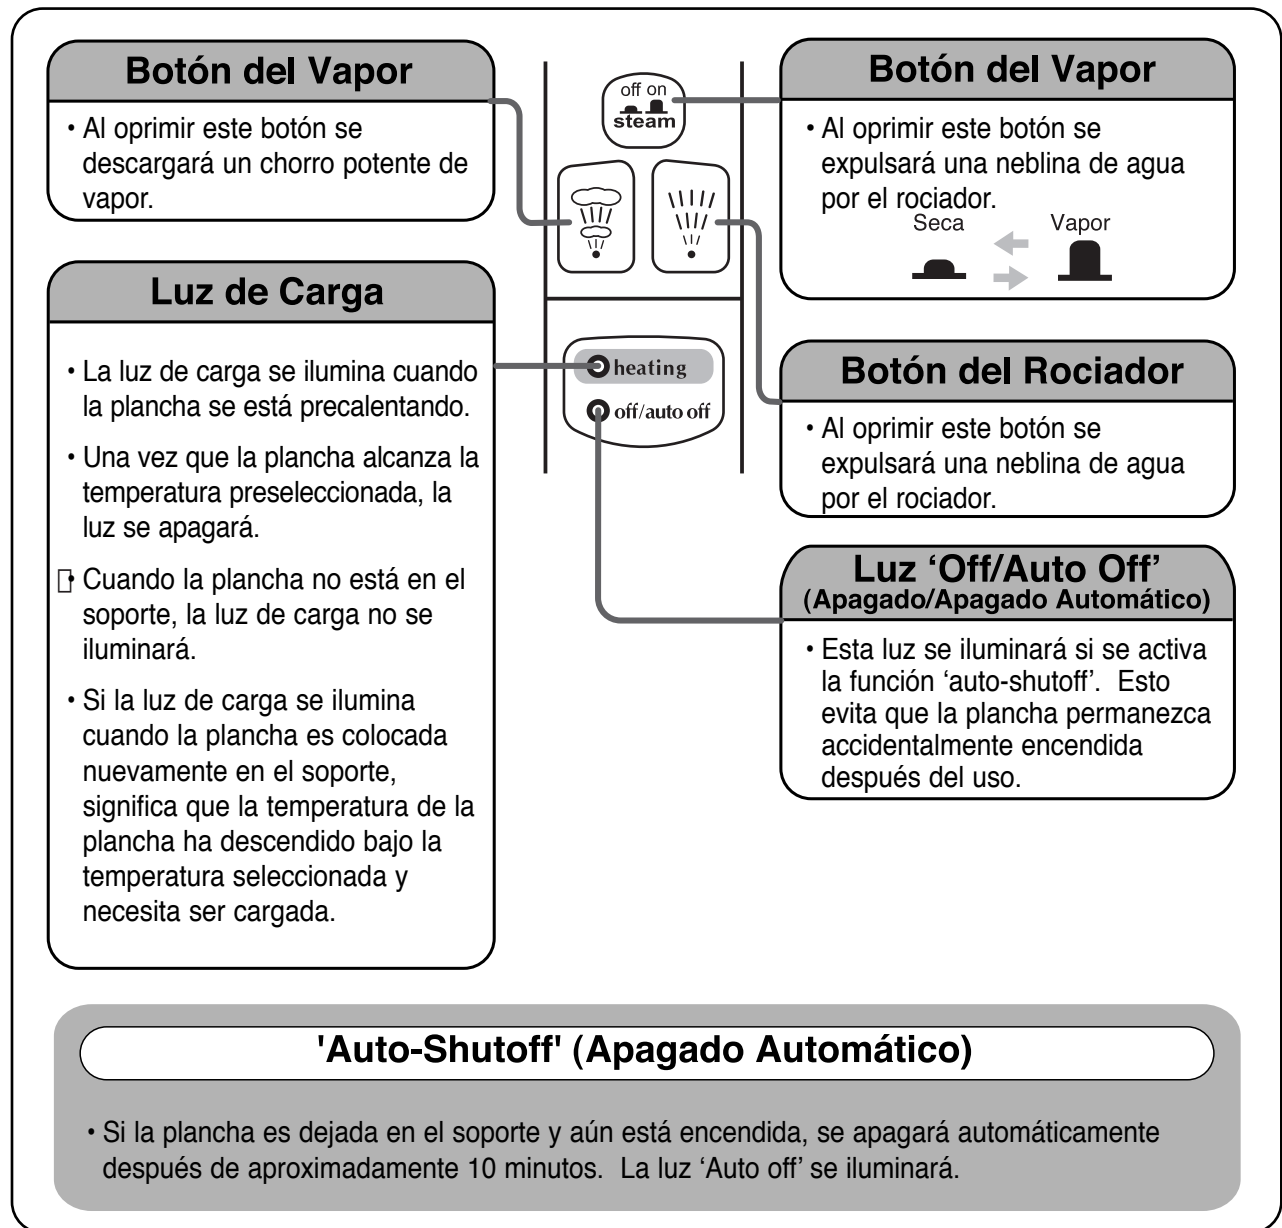 Botón del Vapor
• Al oprimir este botón se
descargará un chorro potente de
vapor.
Luz de Carga
• La luz de carga se ilumina cuando
la plancha se está precalentando.
• Una vez que la plancha alcanza la
temperatura preseleccionada, la
luz se apagará.
• Cuando la plancha no está en el
soporte, la luz de carga no se
iluminará.
• Si la luz de carga se ilumina
cuando la plancha es colocada
nuevamente en el soporte,
significa que la temperatura de la
plancha ha descendido bajo la
temperatura seleccionada y
necesita ser cargada.
off on
steam
heating
off/auto off
Botón del Vapor
• Al oprimir este botón se
expulsará una neblina de agua
por el rociador.
Seca Vapor
Botón del Rociador
• Al oprimir este botón se
expulsará una neblina de agua
por el rociador.
Luz ‘Off/Auto Off’
(Apagado/Apagado Automático)
• Esta luz se iluminará si se activa
la función ‘auto-shutoff’. Esto
evita que la plancha permanezca
accidentalmente encendida
después del uso.
'Auto-Shutoff' (Apagado Automático)
• Si la plancha es dejada en el soporte y aún está encendida, se apagará automáticamente
después de aproximadamente 10 minutos. La luz ‘Auto off’ se iluminará.